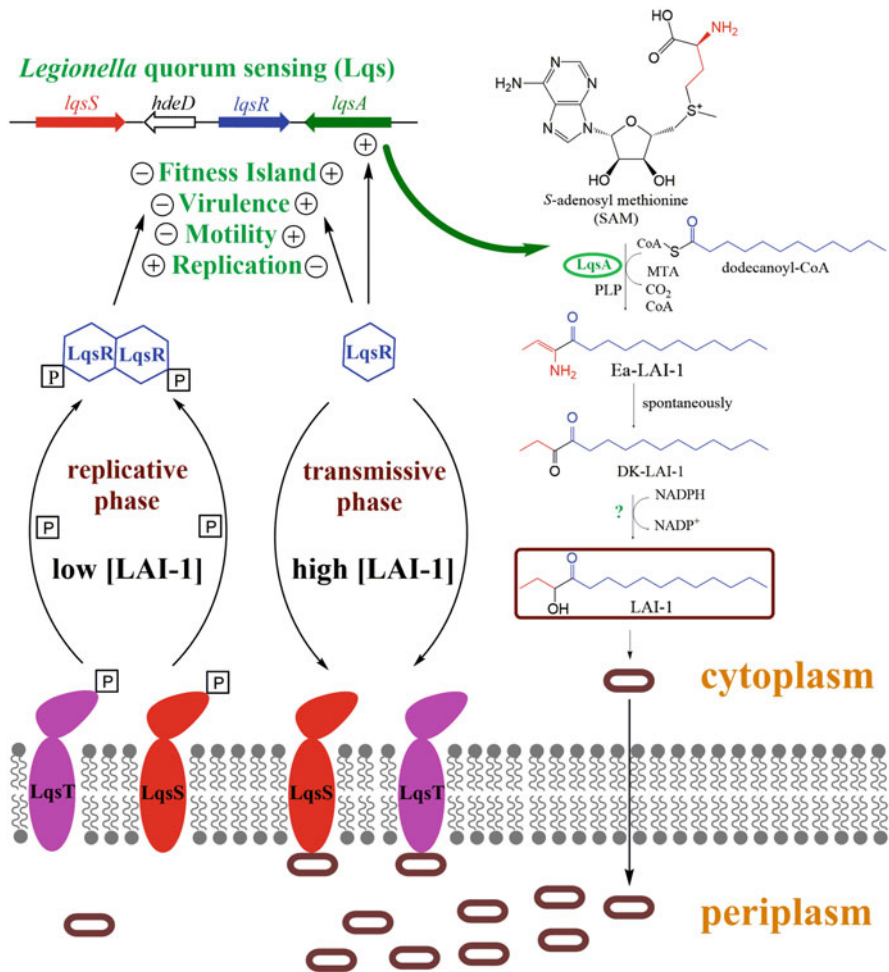 Legionella quorum sensing (Lqs)
lqsS
hdeD
lqsR
lqsA
+
− Fitness Island +
− Virulence +
− Motility +
+ Replication −
LqsR
LqsR
P
P
LqsR
replicative
phase
P
P
low [LAI-1]
transmissive
phase
high [LAI-1]
P
P
LqsT
LqsS
LqsS
LqsT
O
HO
NH₂
NH₂
N
N
N
N
O
S⁺
HO
OH
S-adenosyl methionine
(SAM)
O
CoA
S
dodecanoyl-CoA
LqsA
PLP
MTA
CO₂
CoA
O
NH₂
Ea-LAI-1
spontaneously
O
O
DK-LAI-1
?
NADPH
NADP⁺
O
OH
LAI-1
cytoplasm
periplasm